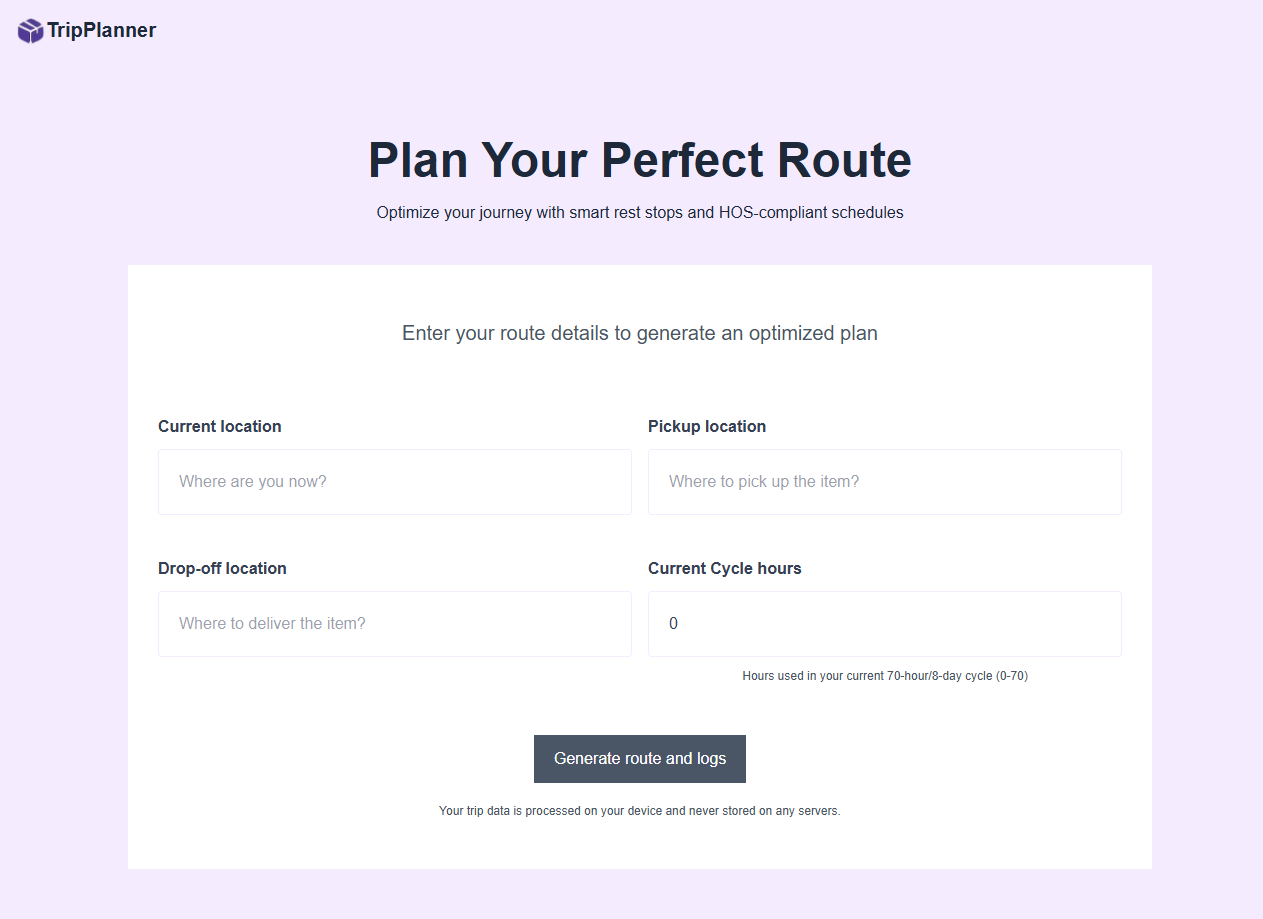 TripPlanner
Plan Your Perfect Route
Optimize your journey with smart rest stops and HOS-compliant schedules
Enter your route details to generate an optimized plan
Current location
Where are you now?
Pickup location
Where to pick up the item?
Drop-off location
Where to deliver the item?
Current Cycle hours
0
Hours used in your current 70-hour/8-day cycle (0-70)
Generate route and logs
Your trip data is processed on your device and never stored on any servers.